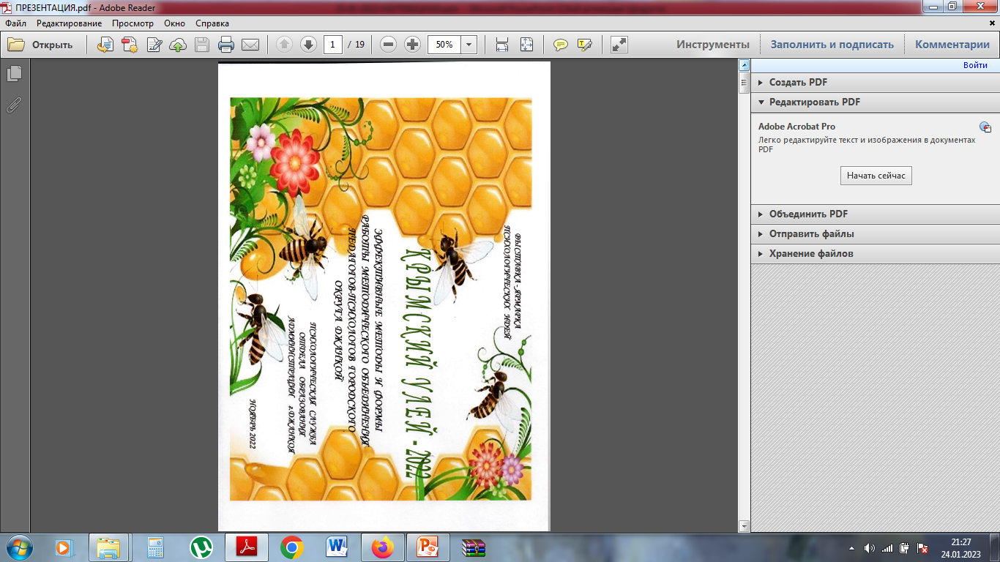 ПРЕЗЕНТАЦИЯ.pdf - Adobe Reader
Файл Редактирование Просмотр Окно Справка
Открыть 1 / 19 50% Инструменты Заполнить и подписать Комментарии
Войти
Создать PDF
Редактировать PDF
Adobe Acrobat Pro
Легко редактируйте текст и изображения в документах
PDF
Начать сейчас
Объединить PDF
Отправить файлы
Хранение файлов
ВЫСТАВКА -ЯРМАРКА
ПСИХОЛОГИЧЕСКИХ ИДЕЙ
КРЫМСКИЙ УЛЕЙ - 2022
ЭФФЕКТИВНЫЕ МЕТОДЫ И ФОРМЫ
РАБОТЫ МЕТОДИЧЕСКОГО ОБЪЕДИНЕНИЯ
ПЕДАГОГОВ-ПСИХОЛОГОВ ГОРОДСКОГО
ОКРУГА ДЖАНКОЙ
ПСИХОЛОГИЧЕСКАЯ СЛУЖБА
ОТДЕЛА ОБРАЗОВАНИЯ
АДМИНИСТРАЦИИ г.ДЖАНКОЯ
НОЯБРЬ 2022
21:27
24.01.2023